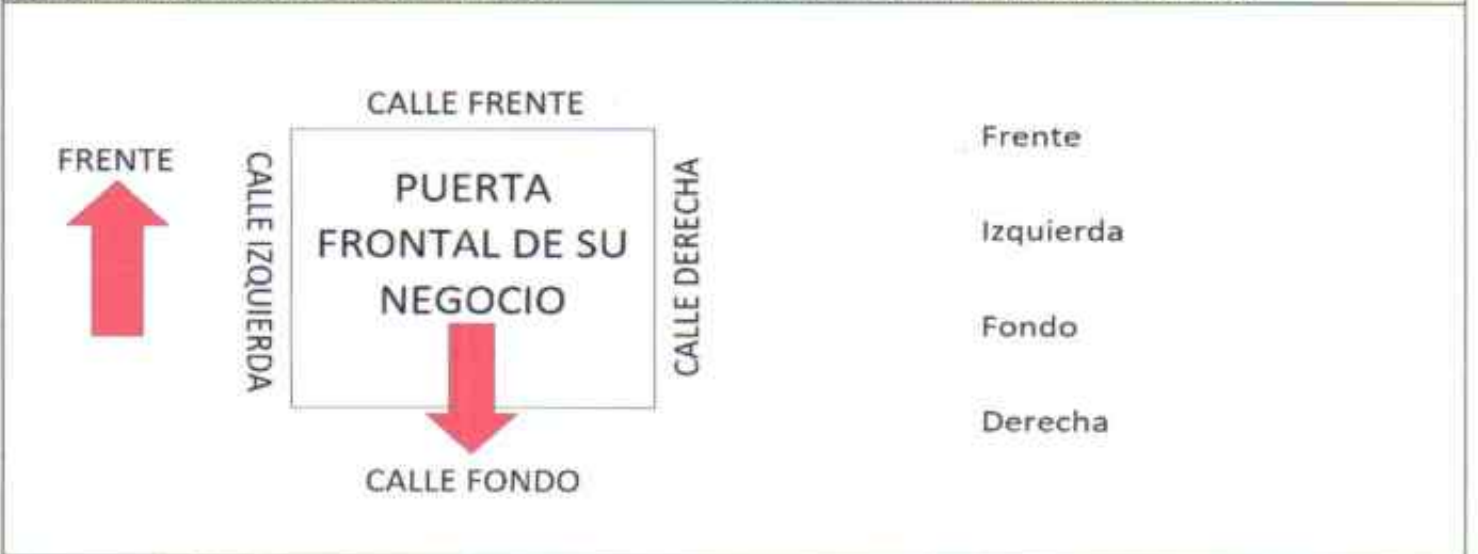 CALLE FRENTE
FRENTE
CALLE IZQUIERDA
PUERTA
FRONTAL DE SU
NEGOCIO
CALLE DERECHA
CALLE FONDO
Frente
Izquierda
Fondo
Derecha